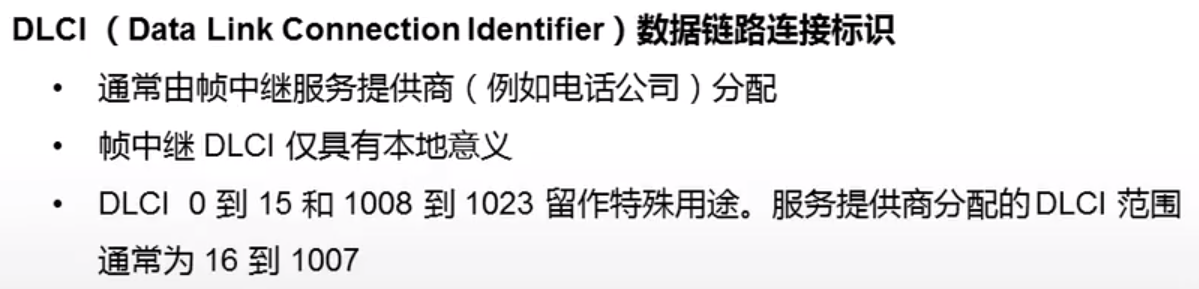 DLCI（Data Link Connection Identifier）数据链路连接标识
• 通常由帧中继服务提供商（例如电话公司）分配
• 帧中继 DLCI 仅具有本地意义
• DLCI 0 到 15 和 1008 到 1023 留作特殊用途。服务提供商分配的 DLCI 范围
通常为 16 到 1007